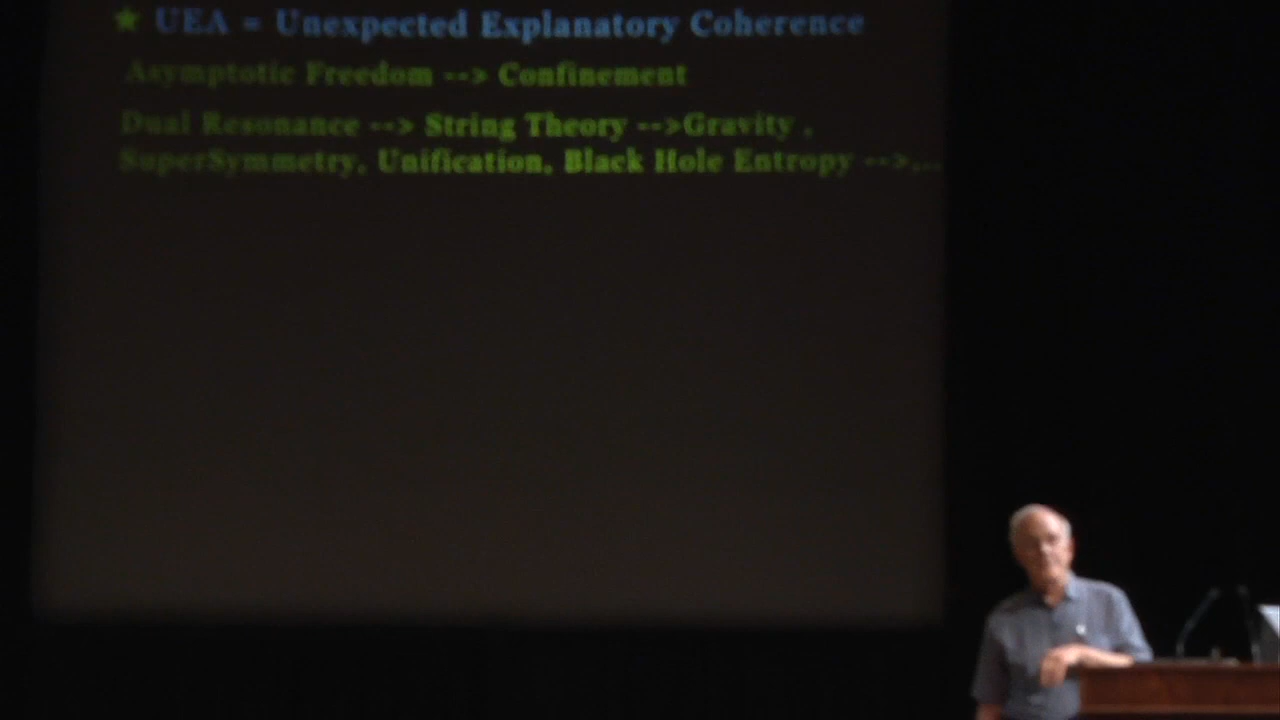 ★ UEA = Unexpected Explanatory Coherence
Asymptotic Freedom --> Confinement
Dual Resonance --> String Theory -->Gravity ,
SuperSymmetry, Unification, Black Hole Entropy -->...